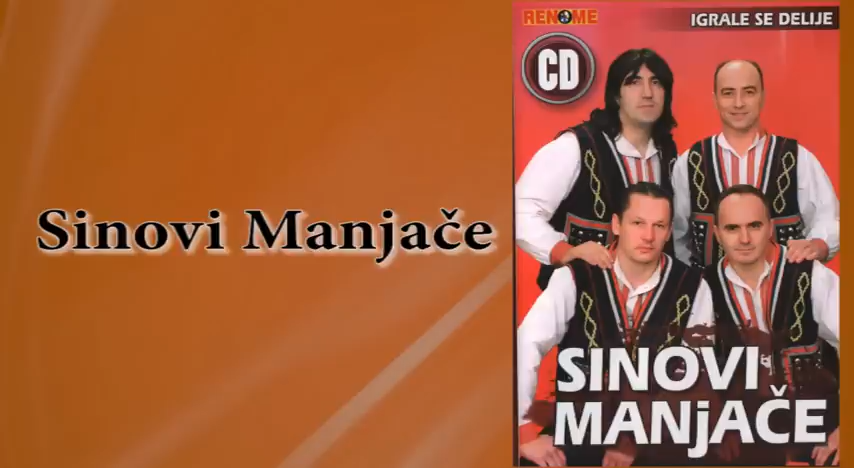 Sinovi Manjače
RENOME
IGRALE SE DELIJE
CD
SINOVI
MANjAČE